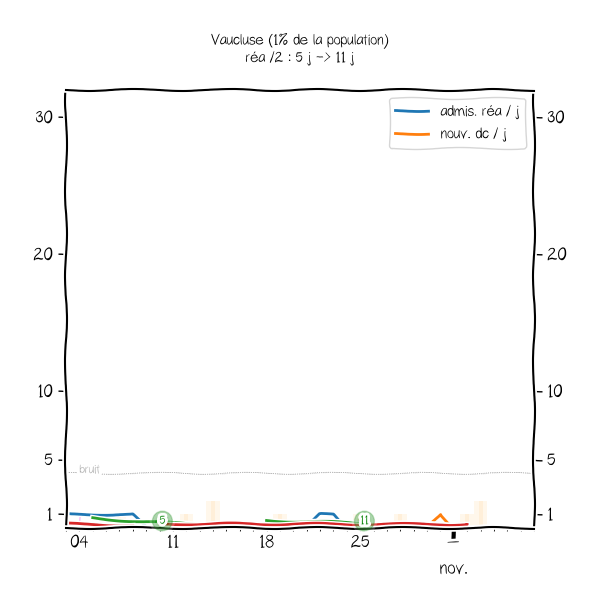 Vaucluse (1% de la population)
réa /2 : 5 j -> 11 j
admis. réa / j
nouv. dc / j
30
30
20
20
10
10
5
5
bruit
1
1
5
11
04
11
18
25
1
nov.